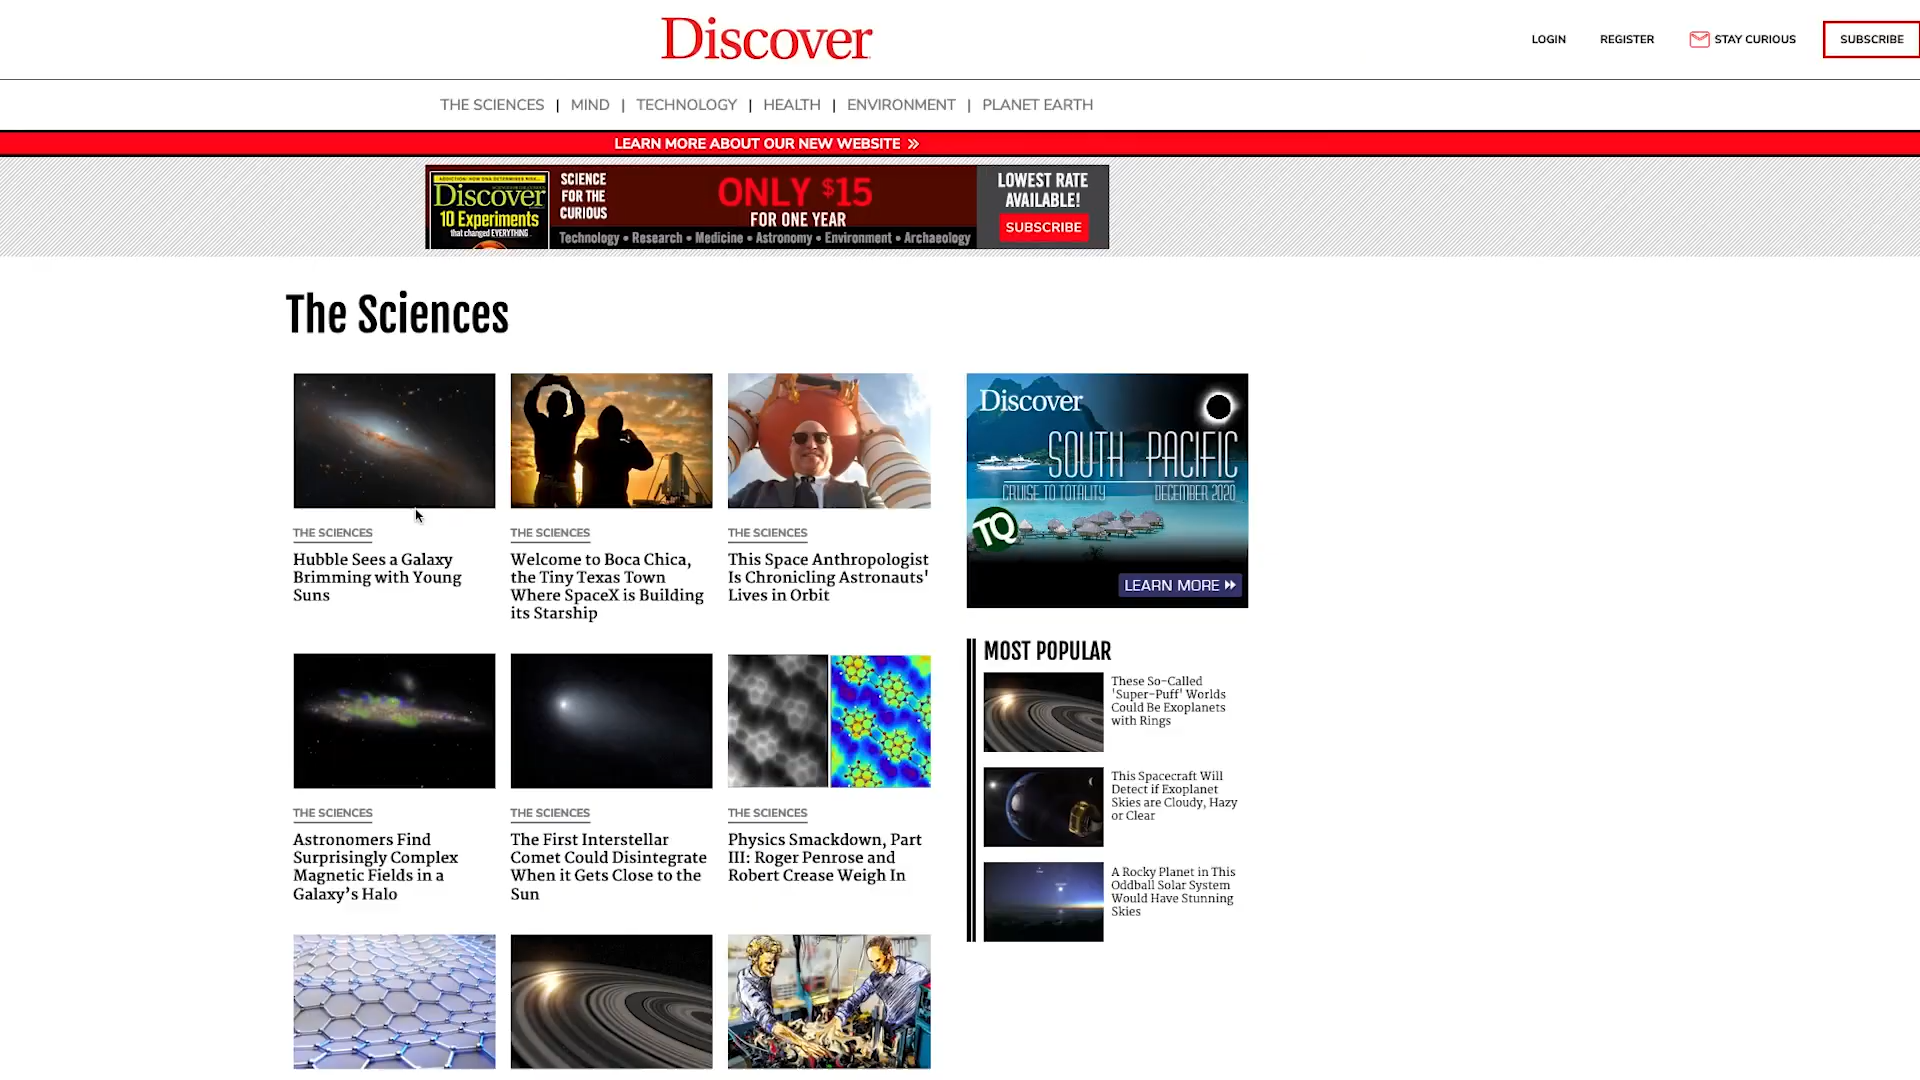 Discover
LOGIN
REGISTER
STAY CURIOUS
SUBSCRIBE
THE SCIENCES | MIND | TECHNOLOGY | HEALTH | ENVIRONMENT | PLANET EARTH
LEARN MORE ABOUT OUR NEW WEBSITE »
Discover
10 Experiments
that changed EVERYTHING
SCIENCE
FOR THE
CURIOUS
ONLY $15
FOR ONE YEAR
Technology • Research • Medicine • Astronomy • Environment • Archaeology
LOWEST RATE
AVAILABLE!
SUBSCRIBE
The Sciences
THE SCIENCES
Hubble Sees a Galaxy
Brimming with Young
Suns
THE SCIENCES
Welcome to Boca Chica,
the Tiny Texas Town
Where SpaceX is Building
its Starship
THE SCIENCES
This Space Anthropologist
Is Chronicling Astronauts'
Lives in Orbit
Discover
SOUTH PACIFIC
CRUISE TO TOTALITY
DECEMBER 2020
TQ
LEARN MORE
THE SCIENCES
Astronomers Find
Surprisingly Complex
Magnetic Fields in a
Galaxy’s Halo
THE SCIENCES
The First Interstellar
Comet Could Disintegrate
When it Gets Close to the
Sun
THE SCIENCES
Physics Smackdown, Part
III: Roger Penrose and
Robert Crease Weigh In
MOST POPULAR
These So-Called
'Super-Puff' Worlds
Could Be Exoplanets
with Rings
This Spacecraft Will
Detect if Exoplanet
Skies are Cloudy, Hazy
or Clear
A Rocky Planet in This
Oddball Solar System
Would Have Stunning
Skies